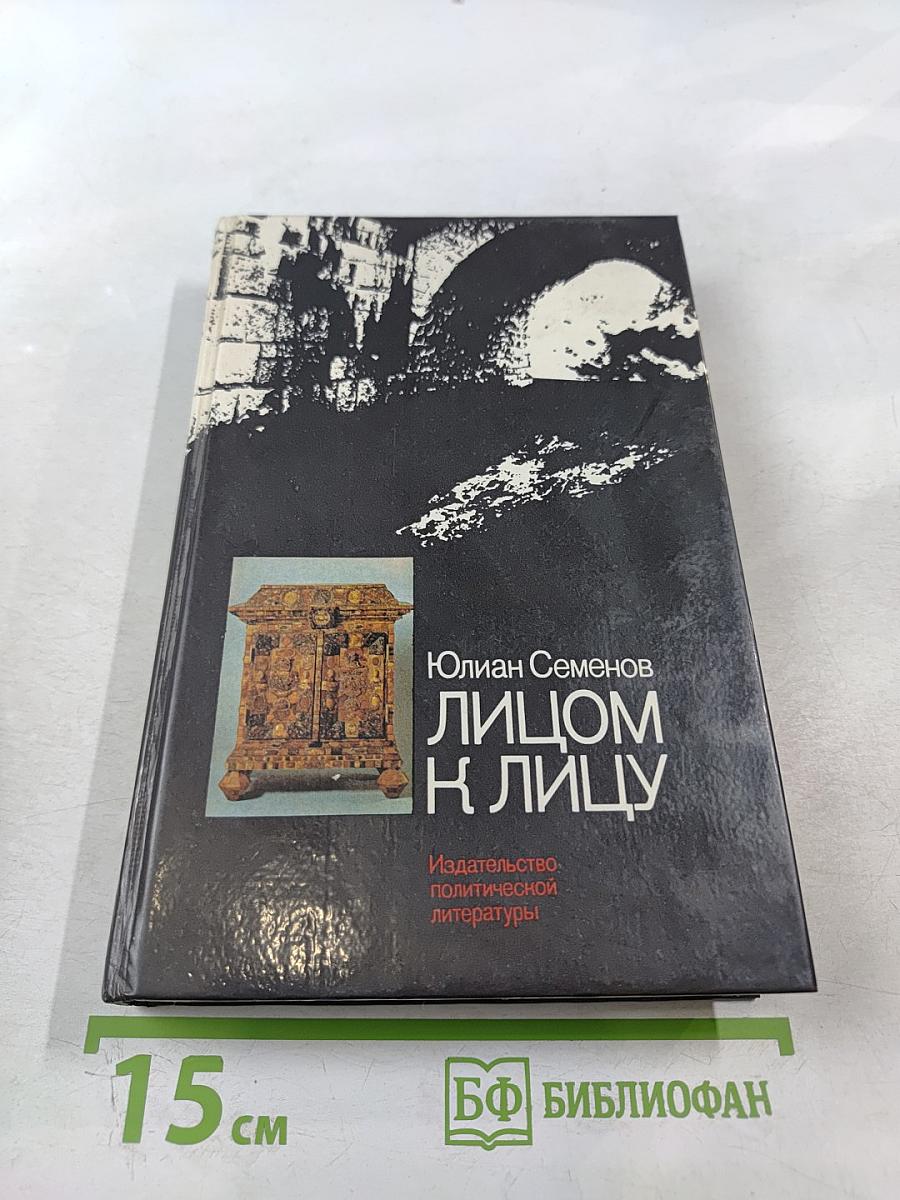 Юлиан Семенов
ЛИЦОМ
К ЛИЦУ
Издательство
политической
литературы
15 см
БФ БИБЛИОФАН